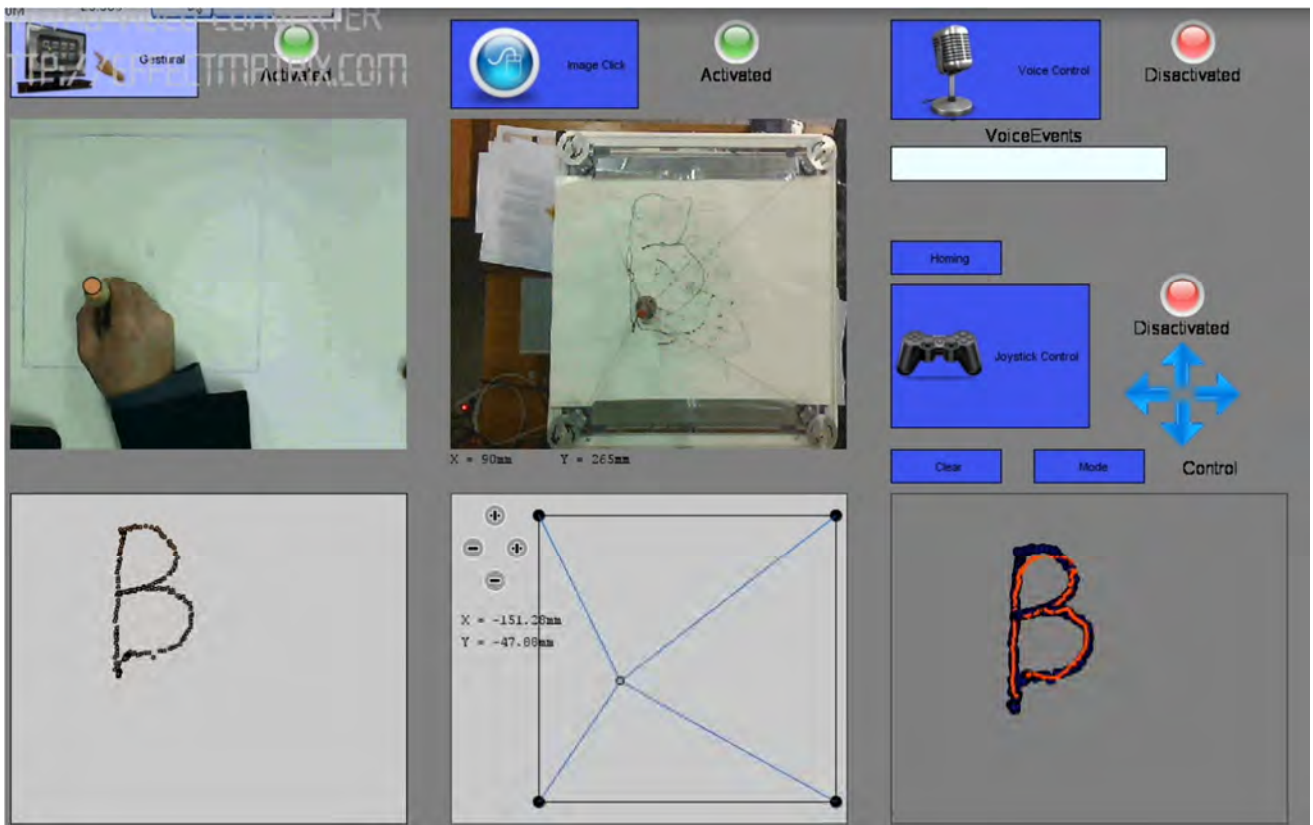 Gestural
Activated
Image Click
Activated
Voice Control
Disactivated
VoiceEvents
Homing
Joystick Control
Disactivated
X = 90mm Y = 265mm
Clear
Mode
Control
X = -151.28mm
Y = -47.88mm
B
B